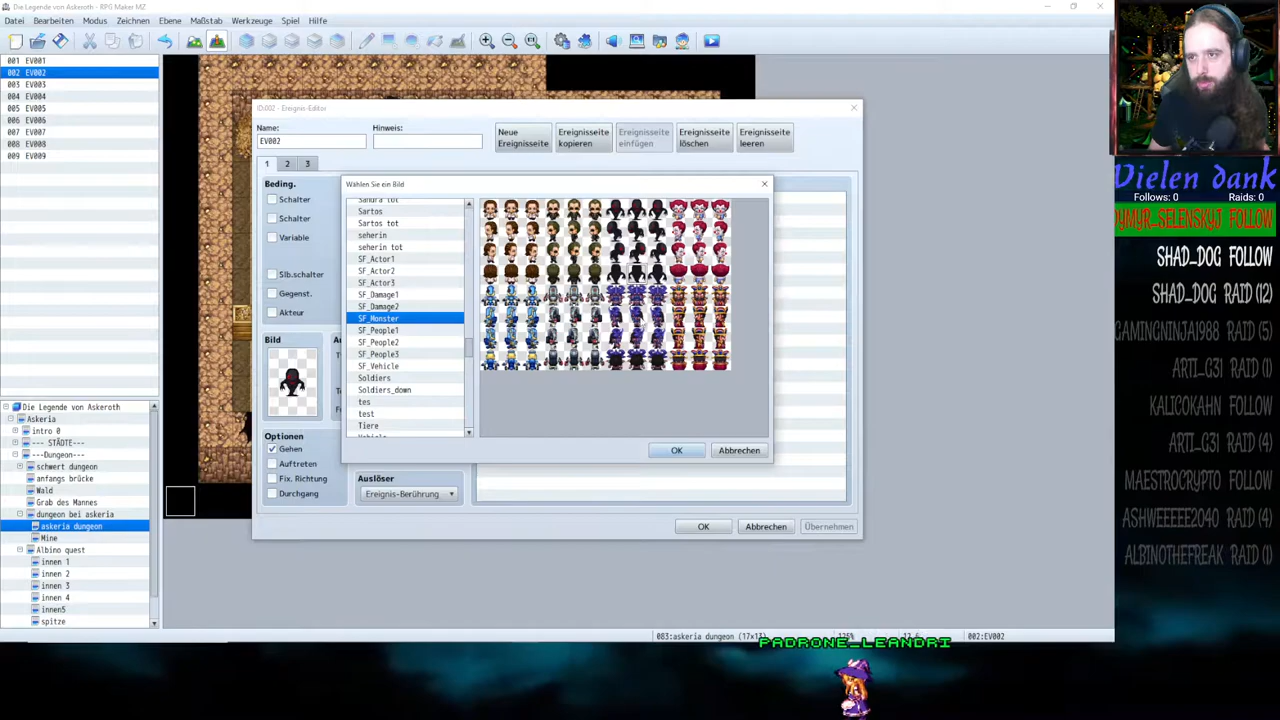 Die Legende von Askeroth - RPG Maker MZ
Datei Bearbeiten Modus Zeichnen Ebene Maßstab Werkzeuge Spiel Hilfe
001 EV001
002 EV002
003 EV003
004 EV004
005 EV005
006 EV006
007 EV007
008 EV008
009 EV009
ID:002 - Ereignis-Editor
Name:
Hinweis:
EV002
Neue Ereignisseite
Ereignisseite kopieren
Ereignisseite einfügen
Ereignisseite löschen
Ereignisseite leeren
1 2 3
Beding.
Schalter
Schalter
Variable
Slb.schalter
Gegenst.
Akteur
Bild
Optionen
Gehen
Auftreten
Fix. Richtung
Durchgang
Auslöser
Ereignis-Berührung
OK Abbrechen Übernehmen
Wählen Sie ein Bild
Sandra tot
Sartos
Sartos tot
seherin
seherin tot
SF_Actor1
SF_Actor2
SF_Actor3
SF_Damage1
SF_Damage2
SF_Monster
SF_People1
SF_People2
SF_People3
SF_Vehicle
Soldiers
Soldiers_down
tes
test
Tiere
OK Abbrechen
Die Legende von Askeroth
Askeria
intro 0
--- STÄDTE---
---Dungeon---
schwert dungeon
anfangs brücke
Wald
Grab des Mannes
dungeon bei askeria
askeria dungeon
Mine
Albino quest
innen 1
innen 2
innen 3
innen 4
innen5
spitze
002:EV002
Vielen dank
Follows: 0 Raids: 0
SHAD_DOG FOLLOW
SHAD_DOG RAID (12)
GAMINGNINJA1988 RAID (5)
ARTI_G31 RAID (4)
KALICOKAHN FOLLOW
ARTI_G31 RAID (4)
MAESTROCRYPTO FOLLOW
ASHWEEEEE2040 RAID (4)
ALBINOTHEFREAK RAID (1)
PADRONE_LEANDRI